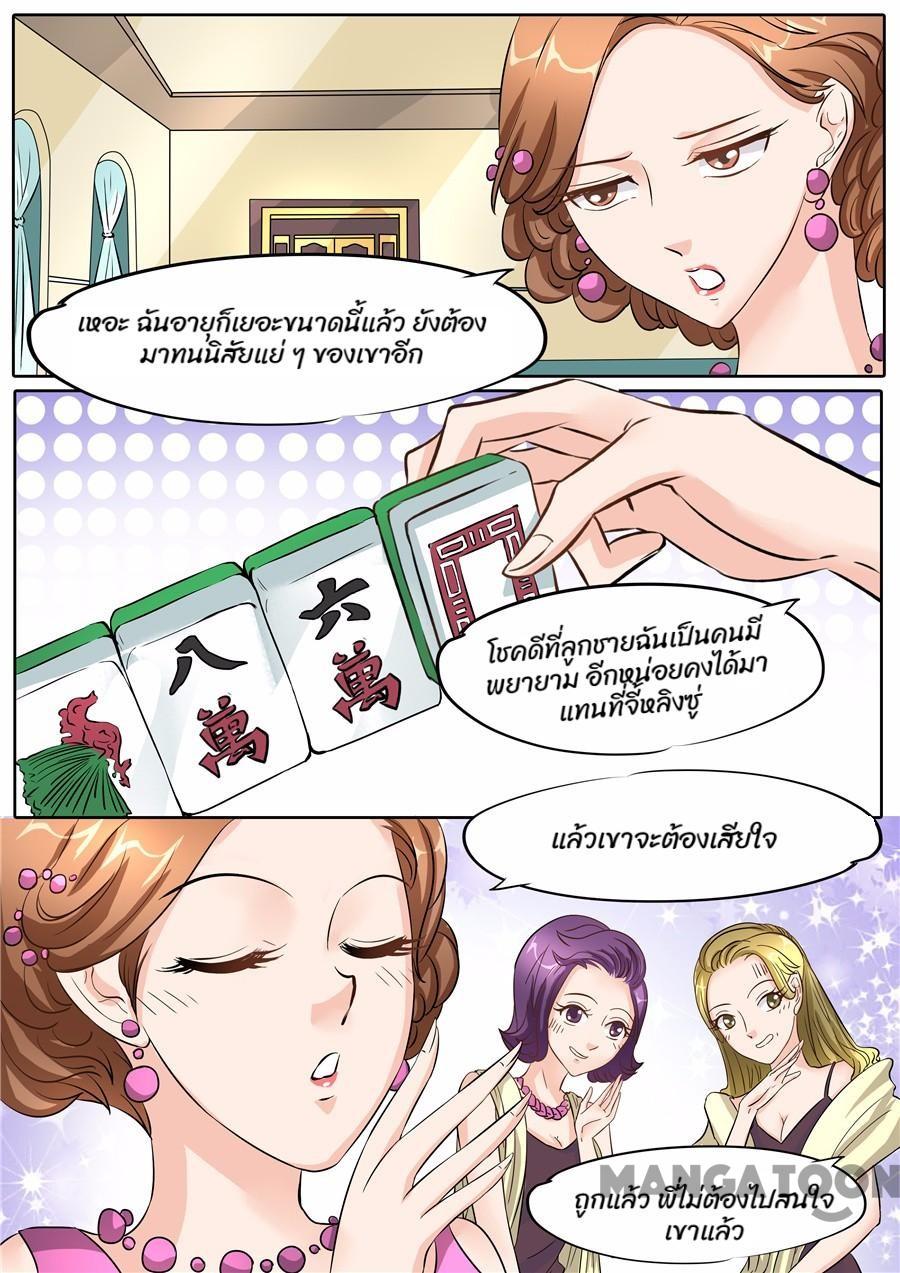 เหอะ ฉันอายุก็เยอะขนาดนี้แล้ว ยังต้อง
มาทนนิสัยแย่ ๆ ของเขาอีก
六
八
萬
萬
โชคดีที่ลูกชายฉันเป็นคนมี
พยายาม อีกหน่อยคงได้มา
แทนที่จี้หลิงซู่
แล้วเขาจะต้องเสียใจ
MANGATOON
ถูกแล้ว พี่ไม่ต้องไปสนใจ
เขาแล้ว